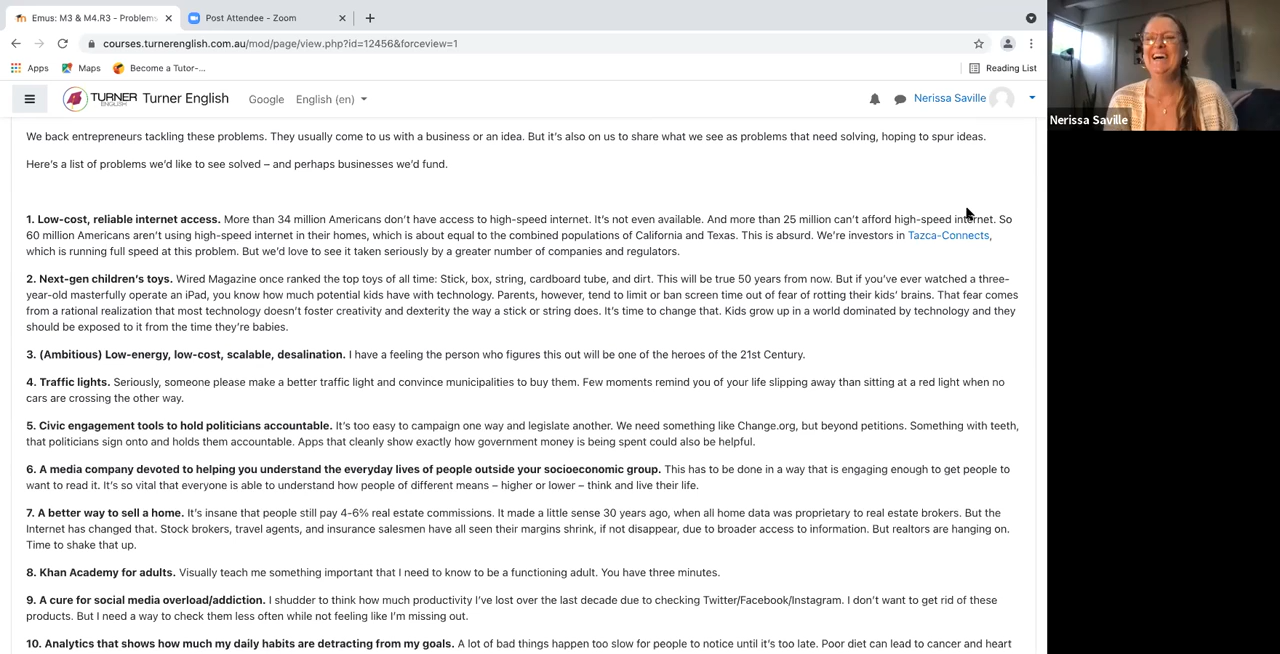 Emus: M3 & M4.R3 - Problems
Post Attendee - Zoom
courses.turnerenglish.com.au/mod/page/view.php?id=12456&forceview=1
Apps
Maps
Become a Tutor-...
Reading List
TURNER
ENGLISH
Turner English
Google
English (en)
Nerissa Saville
Nerissa Saville
We back entrepreneurs tackling these problems. They usually come to us with a business or an idea. But it's also on us to share what we see as problems that need solving, hoping to spur ideas.
Here's a list of problems we'd like to see solved – and perhaps businesses we'd fund.
1. Low-cost, reliable internet access. More than 34 million Americans don't have access to high-speed internet. It's not even available. And more than 25 million can't afford high-speed internet. So
60 million Americans aren't using high-speed internet in their homes, which is about equal to the combined populations of California and Texas. This is absurd. We're investors in Tazca-Connects,
which is running full speed at this problem. But we'd love to see it taken seriously by a greater number of companies and regulators.
2. Next-gen children's toys. Wired Magazine once ranked the top toys of all time: Stick, box, string, cardboard tube, and dirt. This will be true 50 years from now. But if you've ever watched a three-
year-old masterfully operate an iPad, you know how much potential kids have with technology. Parents, however, tend to limit or ban screen time out of fear of rotting their kids' brains. That fear comes
from a rational realization that most technology doesn't foster creativity and dexterity the way a stick or string does. It's time to change that. Kids grow up in a world dominated by technology and they
should be exposed to it from the time they're babies.
3. (Ambitious) Low-energy, low-cost, scalable, desalination. I have a feeling the person who figures this out will be one of the heroes of the 21st Century.
4. Traffic lights. Seriously, someone please make a better traffic light and convince municipalities to buy them. Few moments remind you of your life slipping away than sitting at a red light when no
cars are crossing the other way.
5. Civic engagement tools to hold politicians accountable. It's too easy to campaign one way and legislate another. We need something like Change.org, but beyond petitions. Something with teeth,
that politicians sign onto and holds them accountable. Apps that cleanly show exactly how government money is being spent could also be helpful.
6. A media company devoted to helping you understand the everyday lives of people outside your socioeconomic group. This has to be done in a way that is engaging enough to get people to
want to read it. It's so vital that everyone is able to understand how people of different means – higher or lower – think and live their life.
7. A better way to sell a home. It's insane that people still pay 4-6% real estate commissions. It made a little sense 30 years ago, when all home data was proprietary to real estate brokers. But the
Internet has changed that. Stock brokers, travel agents, and insurance salesmen have all seen their margins shrink, if not disappear, due to broader access to information. But realtors are hanging on.
Time to shake that up.
8. Khan Academy for adults. Visually teach me something important that I need to know to be a functioning adult. You have three minutes.
9. A cure for social media overload/addiction. I shudder to think how much productivity I've lost over the last decade due to checking Twitter/Facebook/Instagram. I don't want to get rid of these
products. But I need a way to check them less often while not feeling like I'm missing out.
10. Analytics that shows how much my daily habits are detracting from my goals. A lot of bad things happen too slow for people to notice until it's too late. Poor diet can lead to cancer and heart